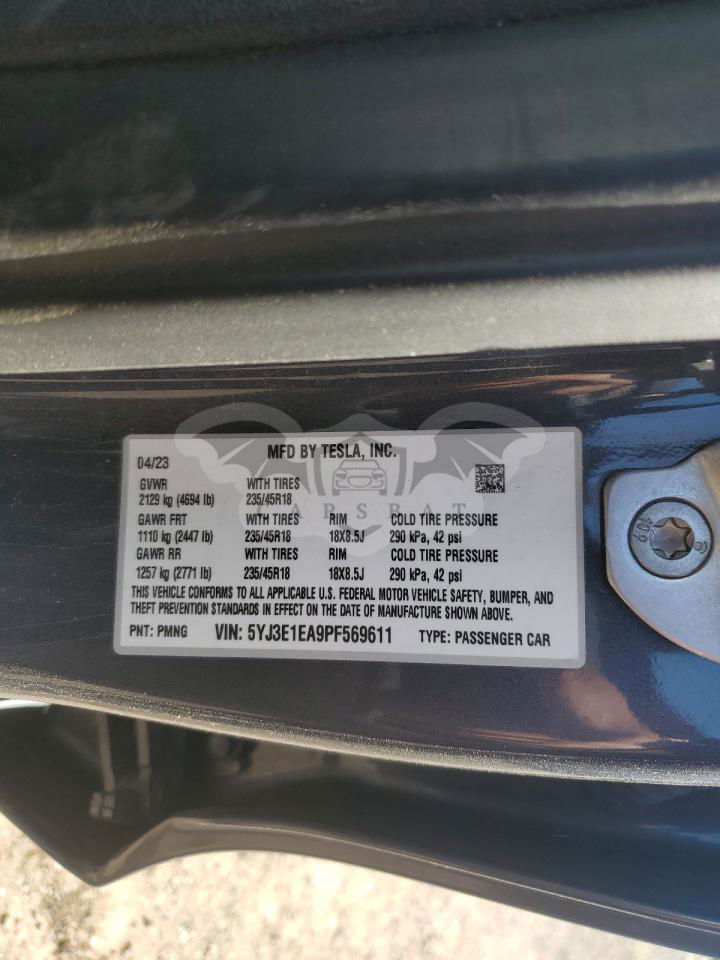 04/23 MFD BY TESLA, INC.
GVWR WITH TIRES
2129 kg (4694 lb) 235/45R18
GAWR FRT WITH TIRES RIM COLD TIRE PRESSURE
1110 kg (2447 lb) 235/45R18 18X8.5J 290 kPa, 42 psi
GAWR RR WITH TIRES RIM COLD TIRE PRESSURE
1257 kg (2771 lb) 235/45R18 18X8.5J 290 kPa, 42 psi
THIS VEHICLE CONFORMS TO ALL APPLICABLE U.S. FEDERAL MOTOR VEHICLE SAFETY, BUMPER, AND
THEFT PREVENTION STANDARDS IN EFFECT ON THE DATE OF MANUFACTURE SHOWN ABOVE.
PNT: PMNG VIN: 5YJ3E1EA9PF569611 TYPE: PASSENGER CAR
CARSBAT
10.9